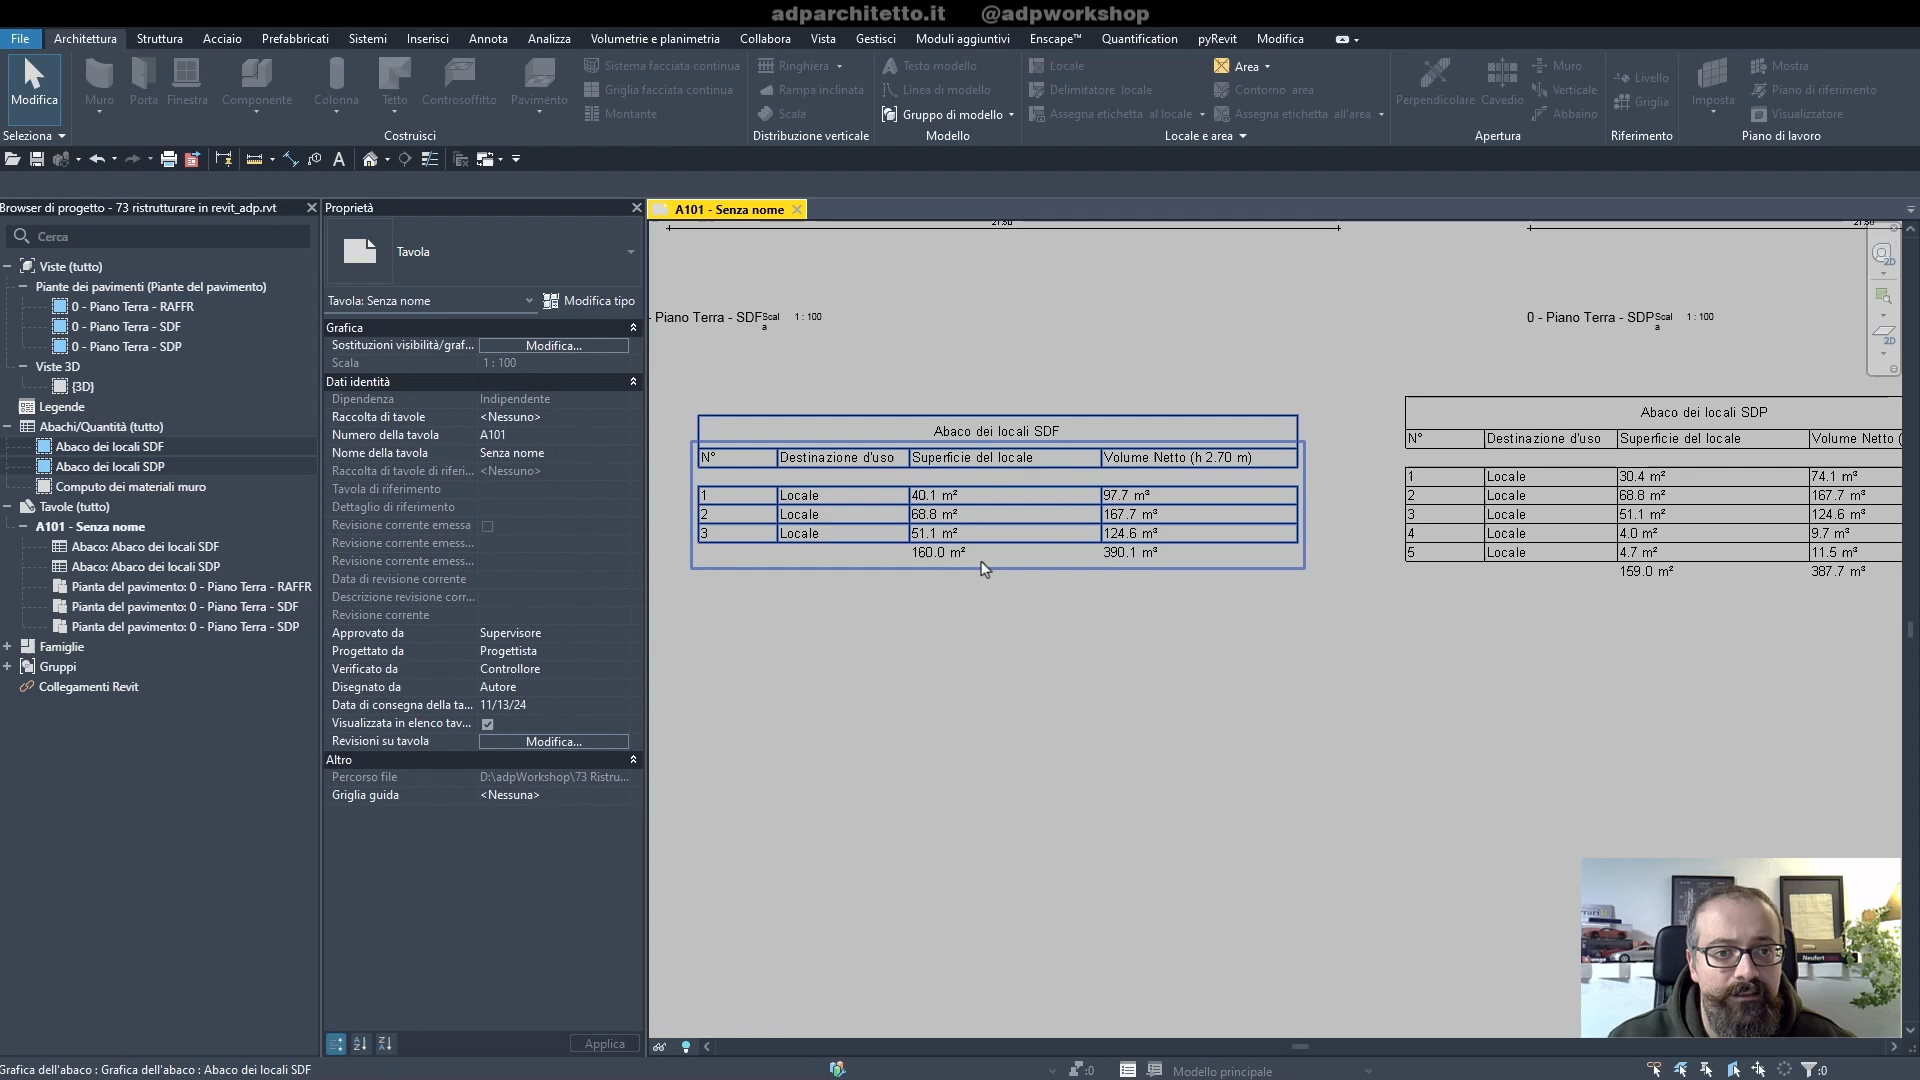 adparchitetto.it @adpworkshop
File Architettura Struttura Acciaio Prefabbricati Sistemi Inserisci Annota Analizza Volumetrie e planimetria Collabora Vista Gestisci Moduli aggiuntivi Enscape™ Quantification pyRevit Modifica
Modifica Muro Porta Finestra Componente Colonna Tetto Controsoffitto Pavimento
Sistema facciata continua
Griglia facciata continua
Montante
Ringhiera
Rampa inclinata
Scala
Testo modello
Linea di modello
Gruppo di modello
Locale
Delimitatore locale
Assegna etichetta al locale
Area
Contorno area
Assegna etichetta all'area
Perpendicolare Cavedio
Muro
Verticale
Abbaino
Livello
Griglia
Imposta
Mostra
Piano di riferimento
Visualizzatore
Seleziona Costruisci Distribuzione verticale Modello Locale e area Apertura Riferimento Piano di lavoro
Browser di progetto - 73 ristrutturare in revit_adp.rvt
Cerca
Viste (tutto)
Piante dei pavimenti (Piante del pavimento)
0 - Piano Terra - RAFFR
0 - Piano Terra - SDF
0 - Piano Terra - SDP
Viste 3D
{3D}
Legende
Abachi/Quantità (tutto)
Abaco dei locali SDF
Abaco dei locali SDP
Computo dei materiali muro
Tavole (tutto)
A101 - Senza nome
Abaco: Abaco dei locali SDF
Abaco: Abaco dei locali SDP
Pianta del pavimento: 0 - Piano Terra - RAFFR
Pianta del pavimento: 0 - Piano Terra - SDF
Pianta del pavimento: 0 - Piano Terra - SDP
Famiglie
Gruppi
Collegamenti Revit
Proprietà
Tavola
Tavola: Senza nome Modifica tipo
Grafica
Sostituzioni visibilità/graf... Modifica...
Scala 1 : 100
Dati identità
Dipendenza Indipendente
Raccolta di tavole <Nessuno>
Numero della tavola A101
Nome della tavola Senza nome
Raccolta di tavole di riferi... <Nessuno>
Tavola di riferimento
Dettaglio di riferimento
Revisione corrente emessa
Revisione corrente emess...
Revisione corrente emess...
Data di revisione corrente
Descrizione revisione corr...
Revisione corrente
Approvato da Supervisore
Progettato da Progettista
Verificato da Controllore
Disegnato da Autore
Data di consegna della ta... 11/13/24
Visualizzata in elenco tav...
Revisioni su tavola Modifica...
Altro
Percorso file D:\adpWorkshop\73 Ristru...
Griglia guida <Nessuna>
Applica
A101 - Senza nome
21.50 21.50
- Piano Terra - SDF Scal a 1 : 100
0 - Piano Terra - SDP Scal a 1 : 100
Abaco dei locali SDF
N° Destinazione d'uso Superficie del locale Volume Netto (h 2.70 m)
1 Locale 40.1 m² 97.7 m³
2 Locale 68.8 m² 167.7 m³
3 Locale 51.1 m² 124.6 m³
160.0 m² 390.1 m³
Abaco dei locali SDP
N° Destinazione d'uso Superficie del locale Volume Netto (
1 Locale 30.4 m² 74.1 m³
2 Locale 68.8 m² 167.7 m³
3 Locale 51.1 m² 124.6 m³
4 Locale 4.0 m² 9.7 m³
5 Locale 4.7 m² 11.5 m³
159.0 m² 387.7 m³
2D
2D
Neufert
Grafica dell'abaco : Grafica dell'abaco : Abaco dei locali SDF
:0 Modello principale :0